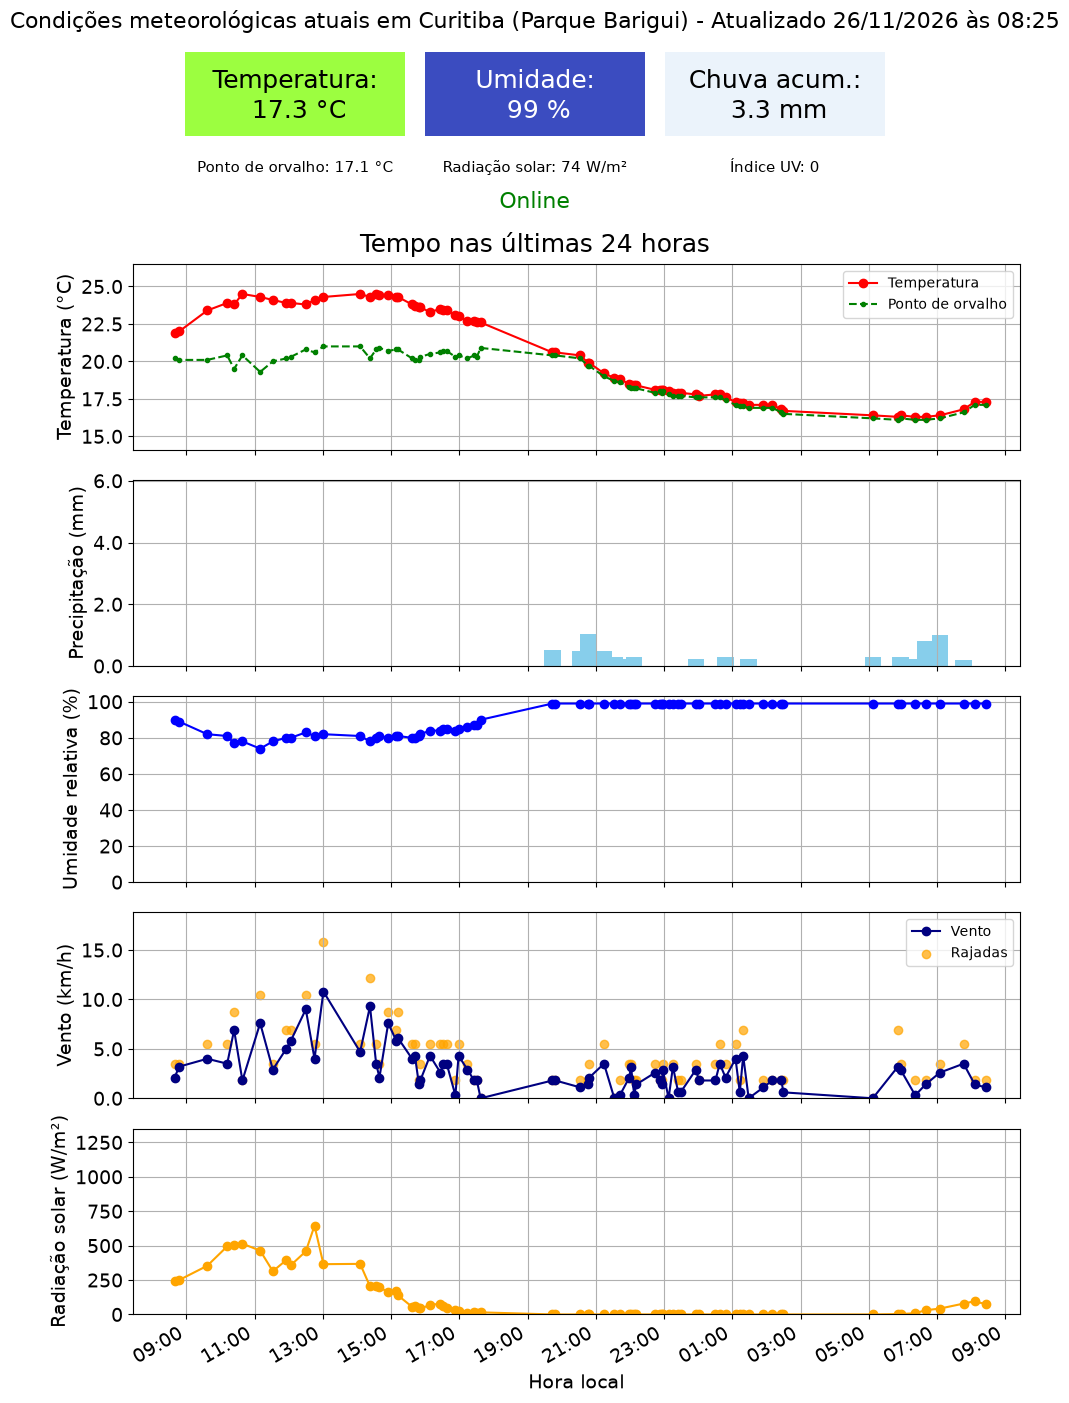 Condições meteorológicas atuais em Curitiba (Parque Barigui) - Atualizado 26/11/2026 às 08:25
Temperatura:
17.3 °C
Umidade:
99 %
Chuva acum.:
3.3 mm
Ponto de orvalho: 17.1 °C
Radiação solar: 74 W/m²
Índice UV: 0
Online
Tempo nas últimas 24 horas
Temperatura (°C)
25.0
22.5
20.0
17.5
15.0
Temperatura
Ponto de orvalho
Precipitação (mm)
6.0
4.0
2.0
0.0
Umidade relativa (%)
100
80
60
40
20
0
Vento (km/h)
15.0
10.0
5.0
0.0
Vento
Rajadas
Radiação solar (W/m²)
1250
1000
750
500
250
0
09:00
11:00
13:00
15:00
17:00
19:00
21:00
23:00
01:00
03:00
05:00
07:00
09:00
Hora local